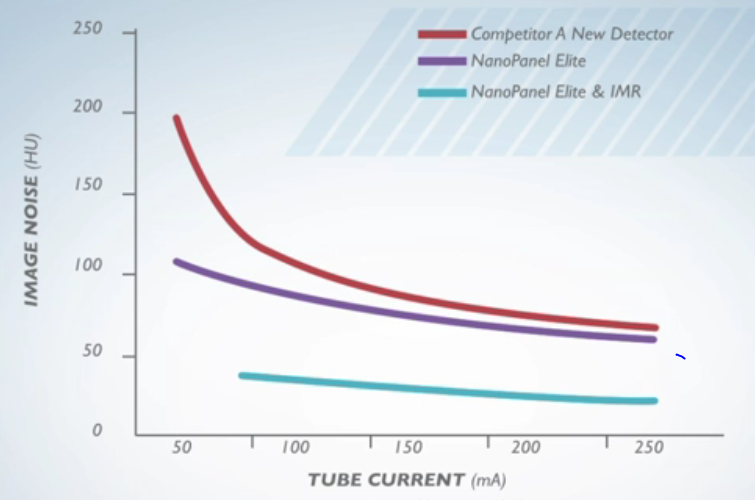 250
Competitor A New Detector
NanoPanel Elite
NanoPanel Elite & IMR
200
150
100
50
0
IMAGE NOISE (HU)
50 100 150 200 250
TUBE CURRENT (mA)